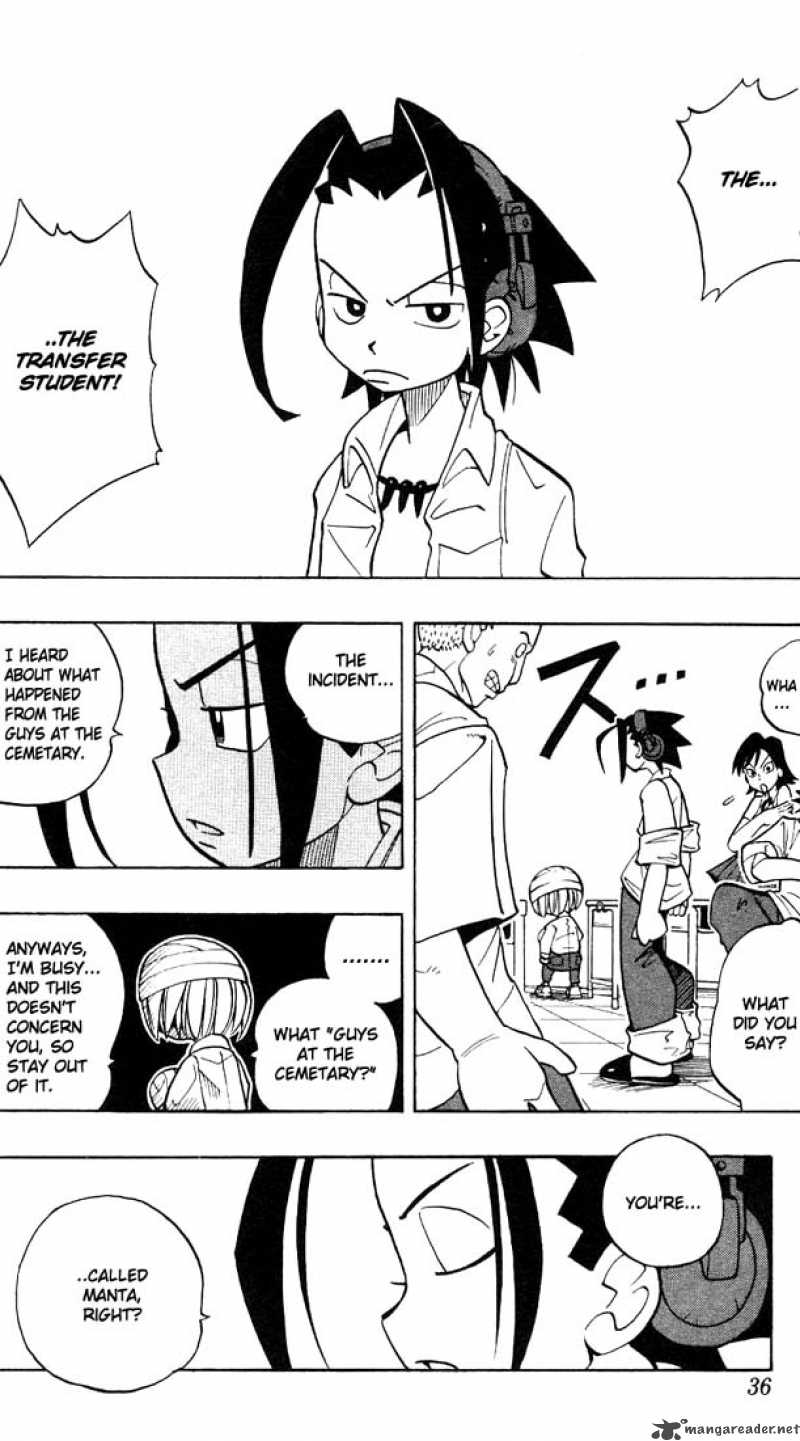 THE...
..THE
TRANSFER
STUDENT!
WHA
...
ズ...
WHAT
DID YOU
SAY?
THE
INCIDENT...
I HEARD
ABOUT WHAT
HAPPENED
FROM THE
GUYS AT THE
CEMETARY.
.......
WHAT "GUYS
AT THE
CEMETARY?"
ANYWAYS,
I'M BUSY...
AND THIS
DOESN'T
CONCERN
YOU, SO
STAY OUT
OF IT.
YOU'RE...
..CALLED
MANTA,
RIGHT?
36
mangareader.net